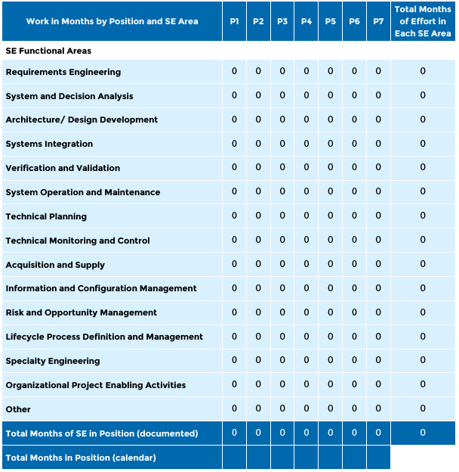 Work in Months by Position and SE Area P1 P2 P3 P4 P5 P6 P7 Total Months of Effort in Each SE Area
SE Functional Areas
Requirements Engineering 0 0 0 0 0 0 0 0
System and Decision Analysis 0 0 0 0 0 0 0 0
Architecture/ Design Development 0 0 0 0 0 0 0 0
Systems Integration 0 0 0 0 0 0 0 0
Verification and Validation 0 0 0 0 0 0 0 0
System Operation and Maintenance 0 0 0 0 0 0 0 0
Technical Planning 0 0 0 0 0 0 0 0
Technical Monitoring and Control 0 0 0 0 0 0 0 0
Acquisition and Supply 0 0 0 0 0 0 0 0
Information and Configuration Management 0 0 0 0 0 0 0 0
Risk and Opportunity Management 0 0 0 0 0 0 0 0
Lifecycle Process Definition and Management 0 0 0 0 0 0 0 0
Specialty Engineering 0 0 0 0 0 0 0 0
Organizational Project Enabling Activities 0 0 0 0 0 0 0 0
Other 0 0 0 0 0 0 0 0
Total Months of SE in Position (documented) 0 0 0 0 0 0 0 0
Total Months in Position (calendar)